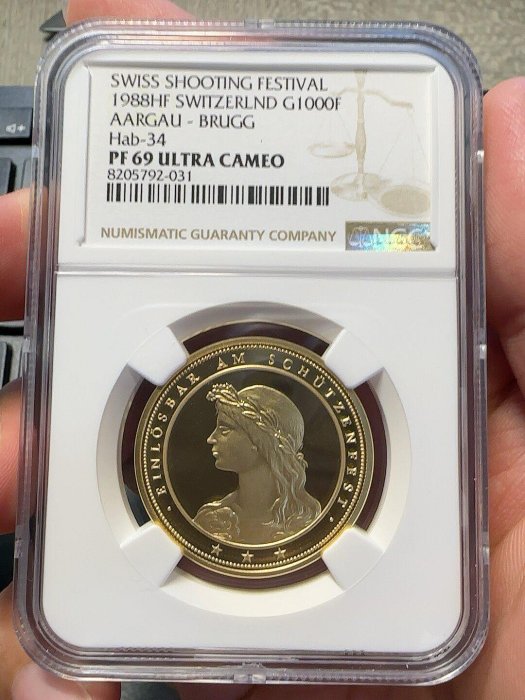 SWISS SHOOTING FESTIVAL
1988HF SWITZERLND G1000F
AARGAU - BRUGG
Hab-34
PF 69 ULTRA CAMEO
8205792-031
NUMISMATIC GUARANTY COMPANY
NGC
· EINLÖSBAR AM SCHÜTZENFEST ·